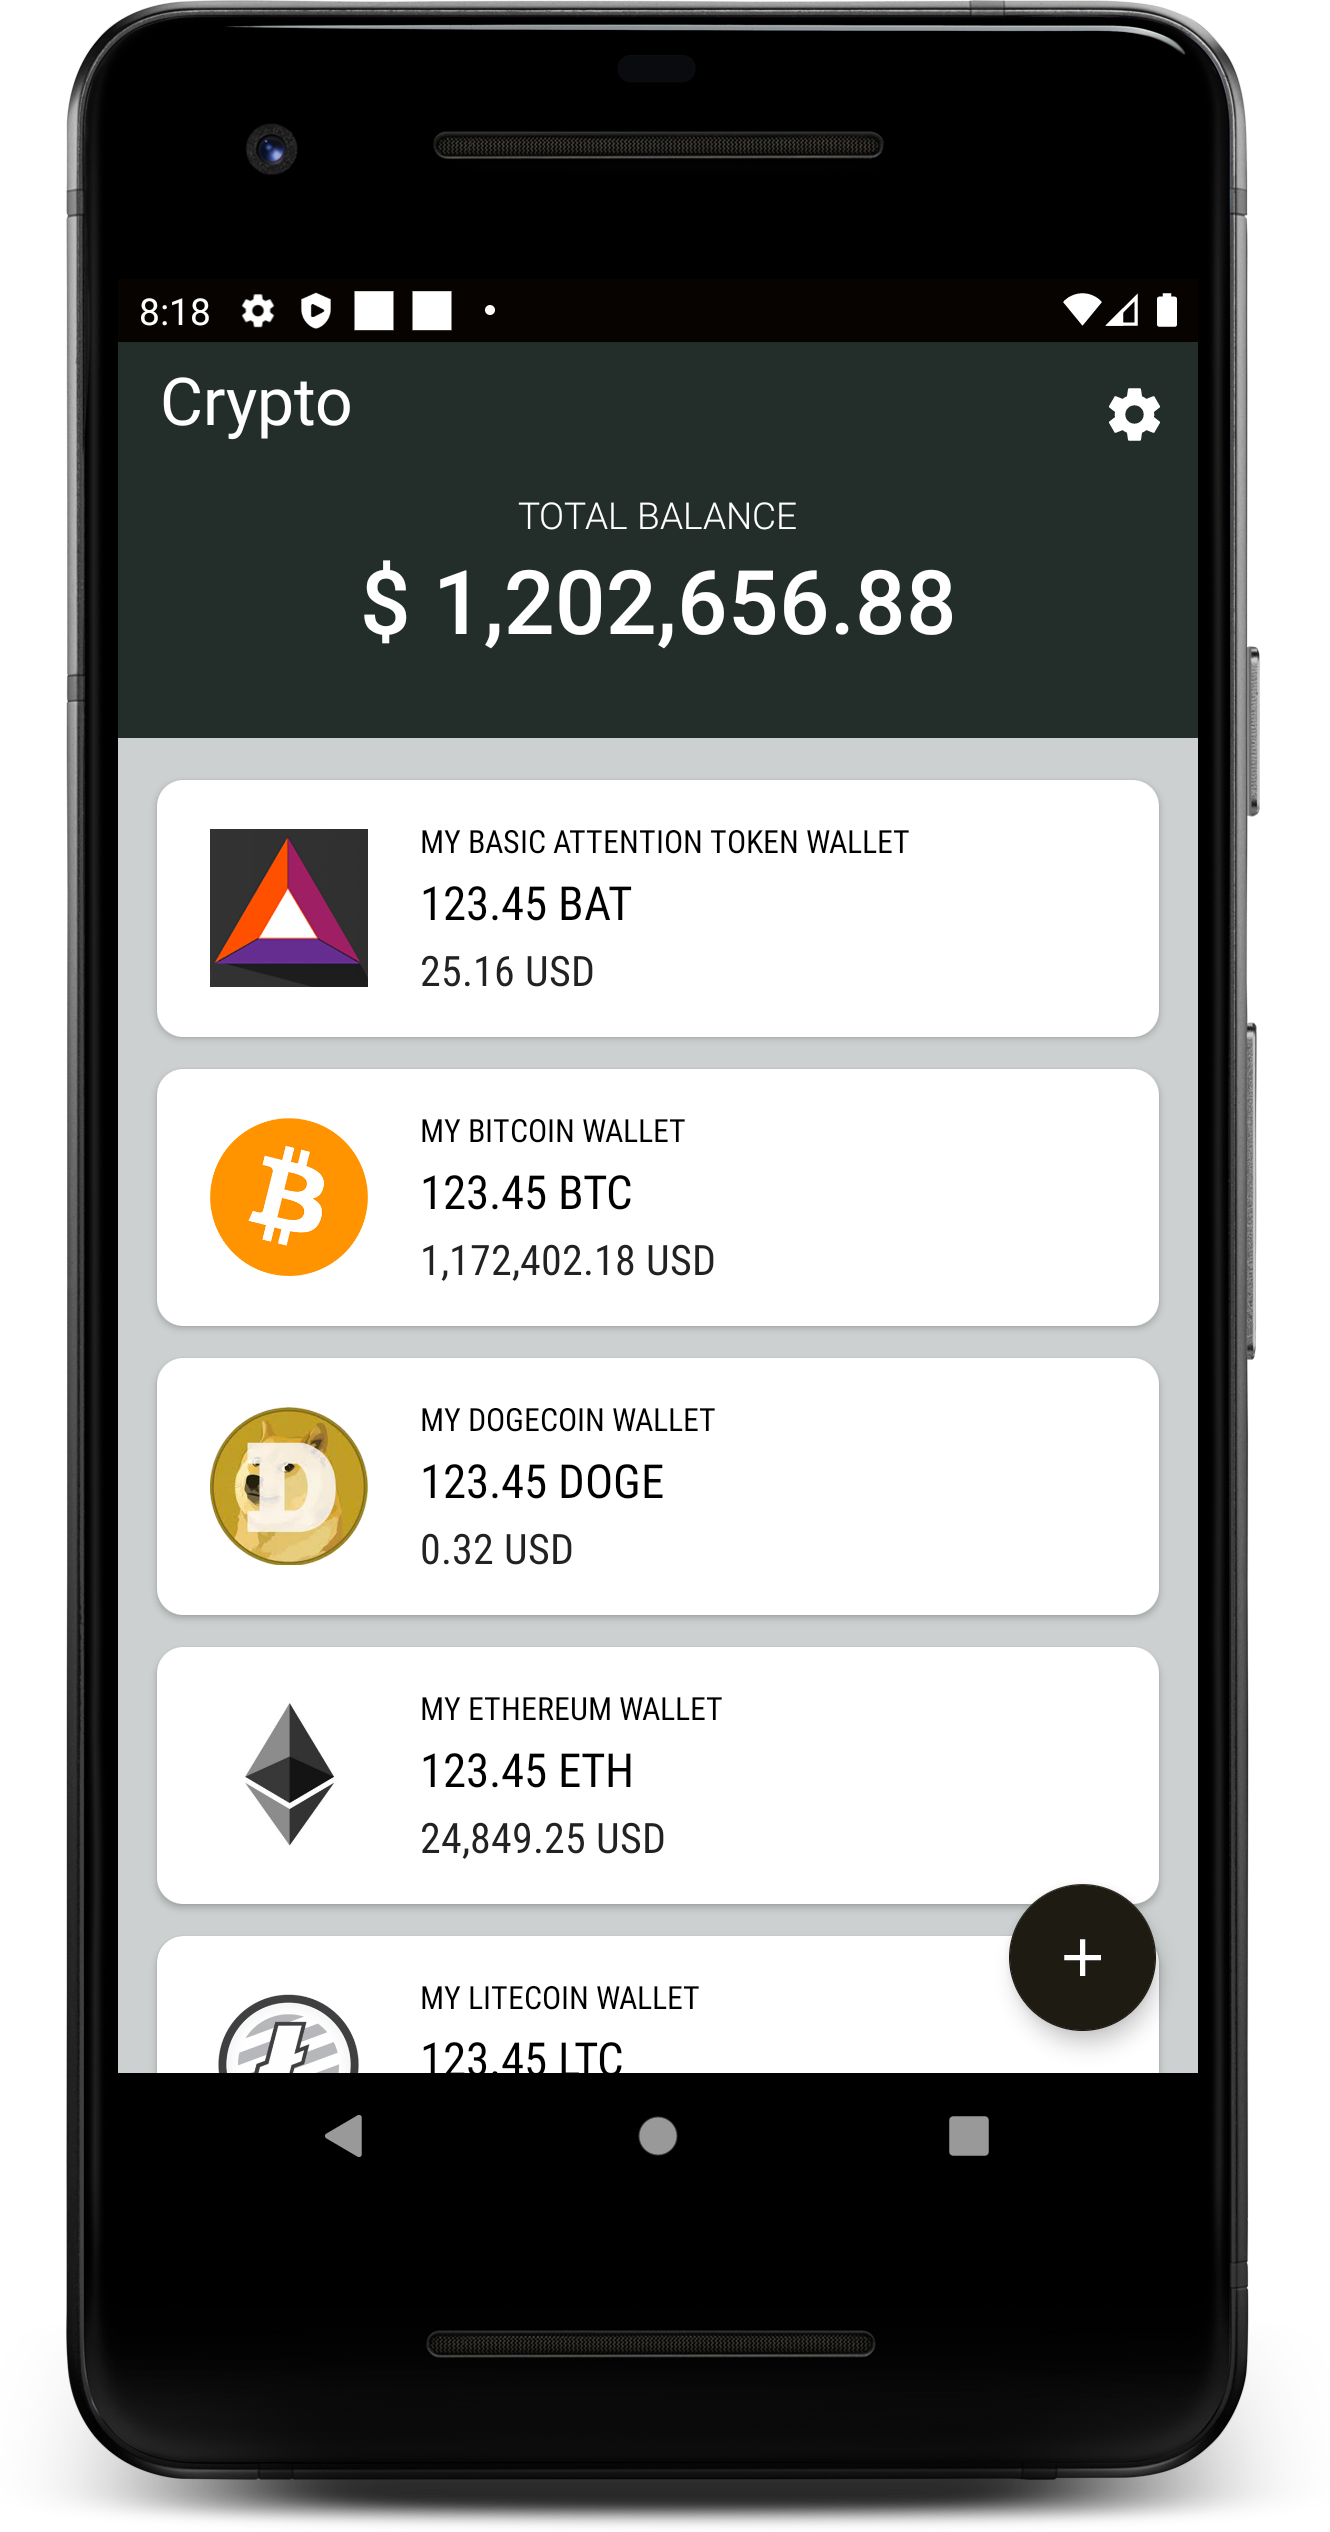 8:18
Crypto
TOTAL BALANCE
$ 1,202,656.88
MY BASIC ATTENTION TOKEN WALLET
123.45 BAT
25.16 USD
MY BITCOIN WALLET
123.45 BTC
1,172,402.18 USD
MY DOGECOIN WALLET
123.45 DOGE
0.32 USD
MY ETHEREUM WALLET
123.45 ETH
24,849.25 USD
MY LITECOIN WALLET
123.45 LTC